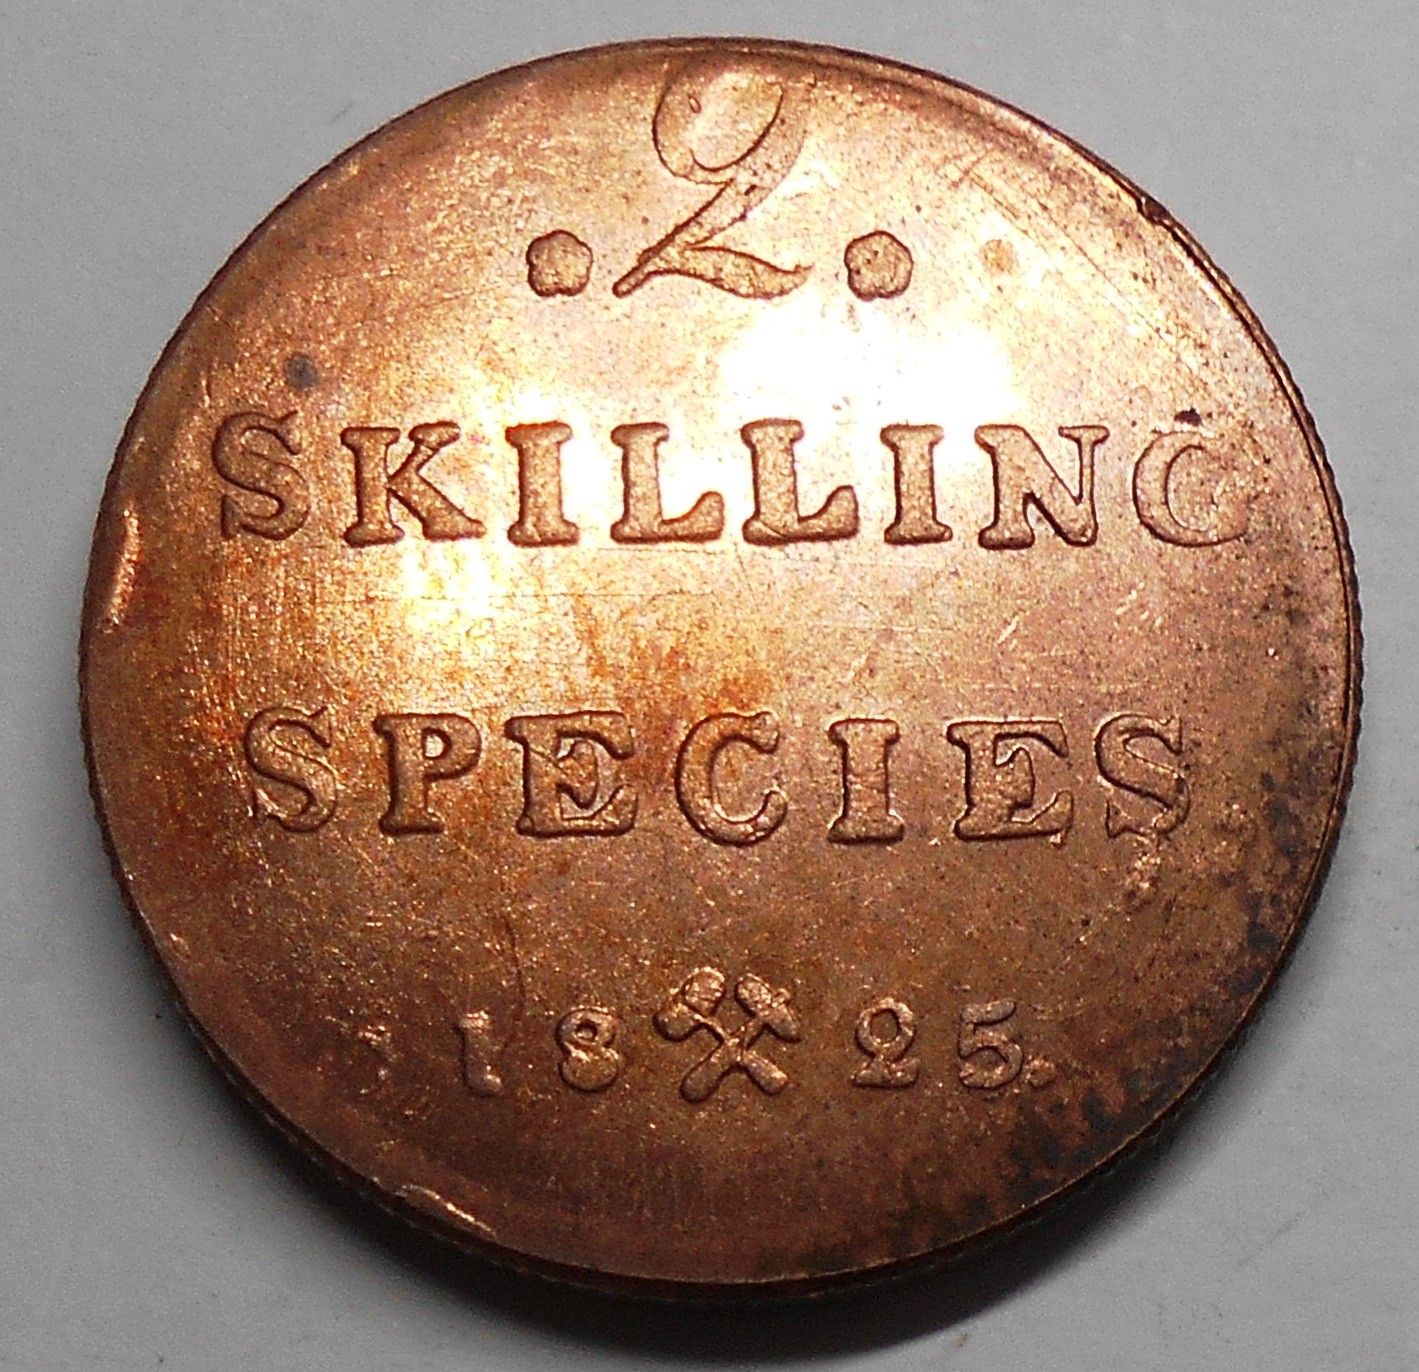 .2.
SKILLING
SPECIES
1825.